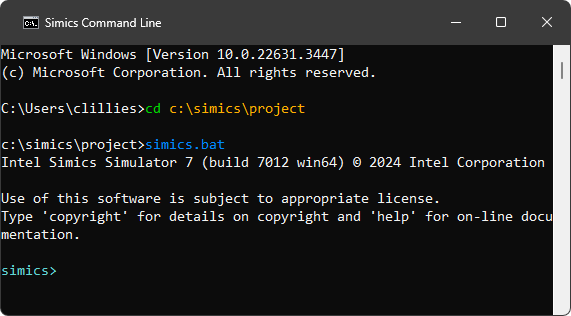 Simics Command Line
Microsoft Windows [Version 10.0.22631.3447]
(c) Microsoft Corporation. All rights reserved.
C:\Users\clillies>cd c:\simics\project
c:\simics\project>simics.bat
Intel Simics Simulator 7 (build 7012 win64) © 2024 Intel Corporation
Use of this software is subject to appropriate license.
Type 'copyright' for details on copyright and 'help' for on-line docu
mentation.
simics>